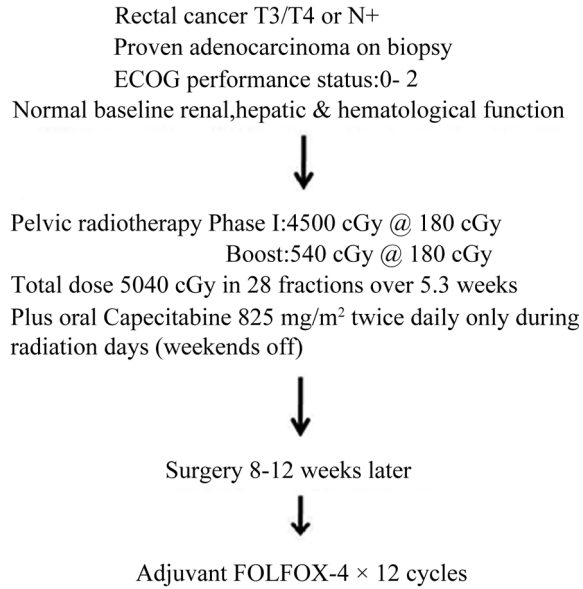 Rectal cancer T3/T4 or N+
Proven adenocarcinoma on biopsy
ECOG performance status:0- 2
Normal baseline renal,hepatic & hematological function
Pelvic radiotherapy Phase I:4500 cGy @ 180 cGy
Boost:540 cGy @ 180 cGy
Total dose 5040 cGy in 28 fractions over 5.3 weeks
Plus oral Capecitabine 825 mg/m² twice daily only during
radiation days (weekends off)
Surgery 8-12 weeks later
Adjuvant FOLFOX-4 × 12 cycles